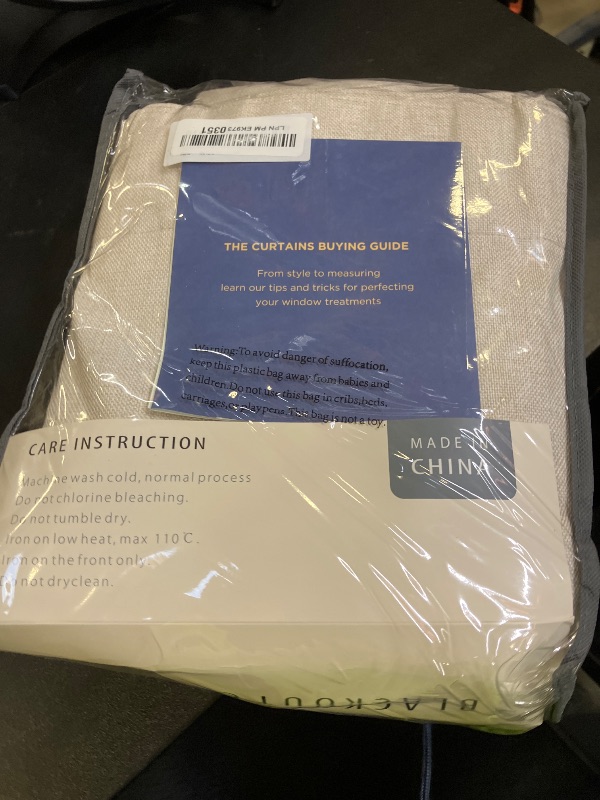 LPN PM EK973 0351
THE CURTAINS BUYING GUIDE
From style to measuring
learn our tips and tricks for perfecting
your window treatments
Warning:To avoid danger of suffocation,
keep this plastic bag away from babies and
children.Do not use this bag in cribs,beds,
carriages,or playpens.This bag is not a toy.
CARE INSTRUCTION
Machine wash cold, normal process
Do not chlorine bleaching.
Do not tumble dry.
Iron on low heat, max 110℃.
Iron on the front only.
Do not dryclean.
MADE IN
CHINA
BLACKOUT